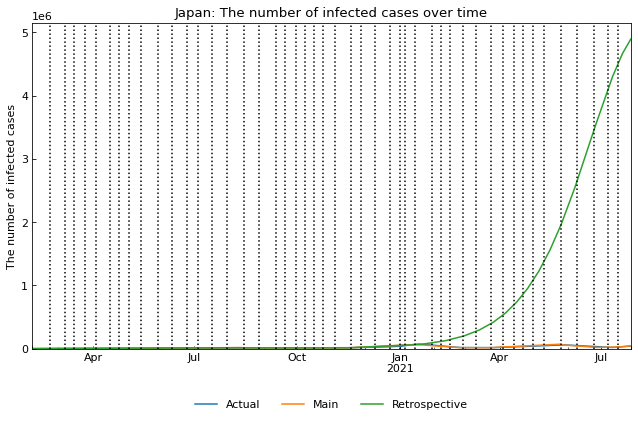 Japan: The number of infected cases over time
1e6
5
4
3
2
1
0
The number of infected cases
Apr Jul Oct Jan Apr Jul
2021
Actual Main Retrospective